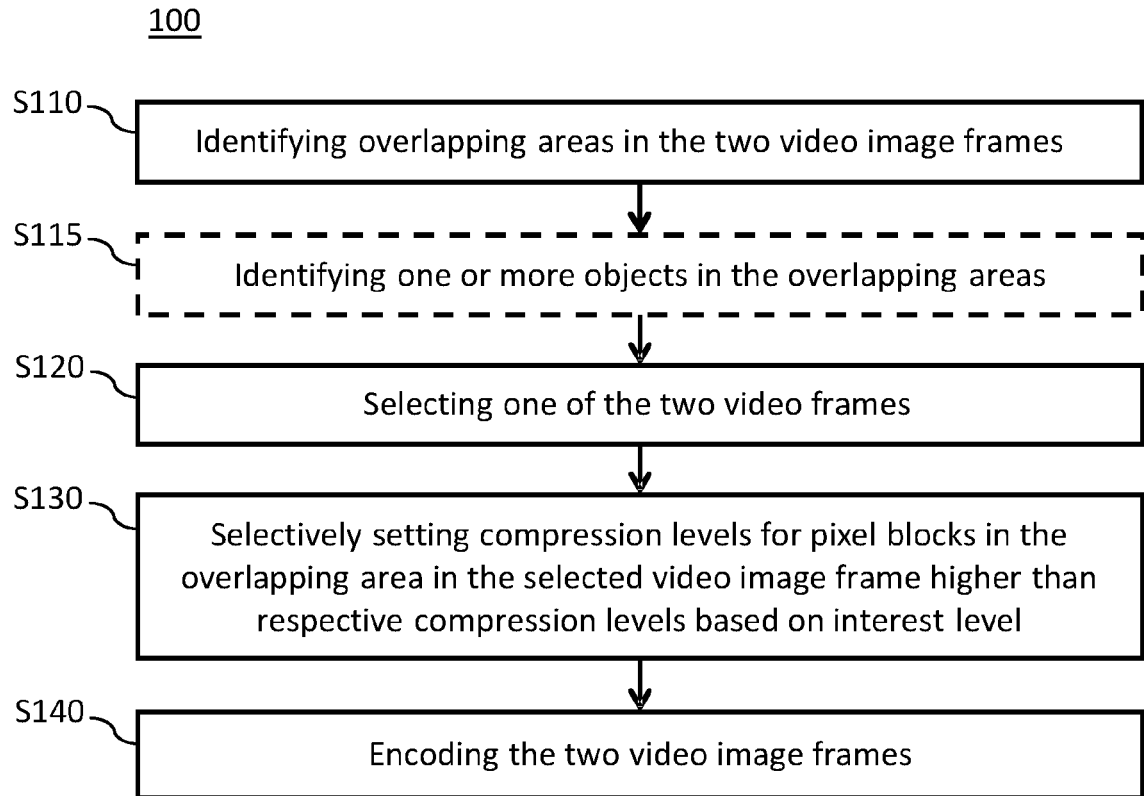 100
S110
Identifying overlapping areas in the two video image frames
S115
Identifying one or more objects in the overlapping areas
S120
Selecting one of the two video frames
S130
Selectively setting compression levels for pixel blocks in the
overlapping area in the selected video image frame higher than
respective compression levels based on interest level
S140
Encoding the two video image frames